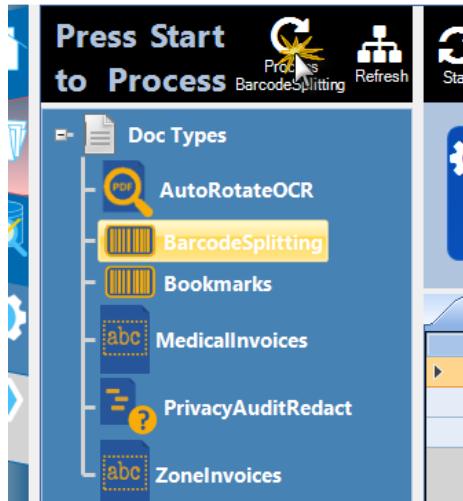 Press Start
to Process
Process
BarcodeSplitting
Refresh
Sta
Doc Types
PDF
AutoRotateOCR
BarcodeSplitting
Bookmarks
abc
MedicalInvoices
PrivacyAuditRedact
?
abc
ZoneInvoices